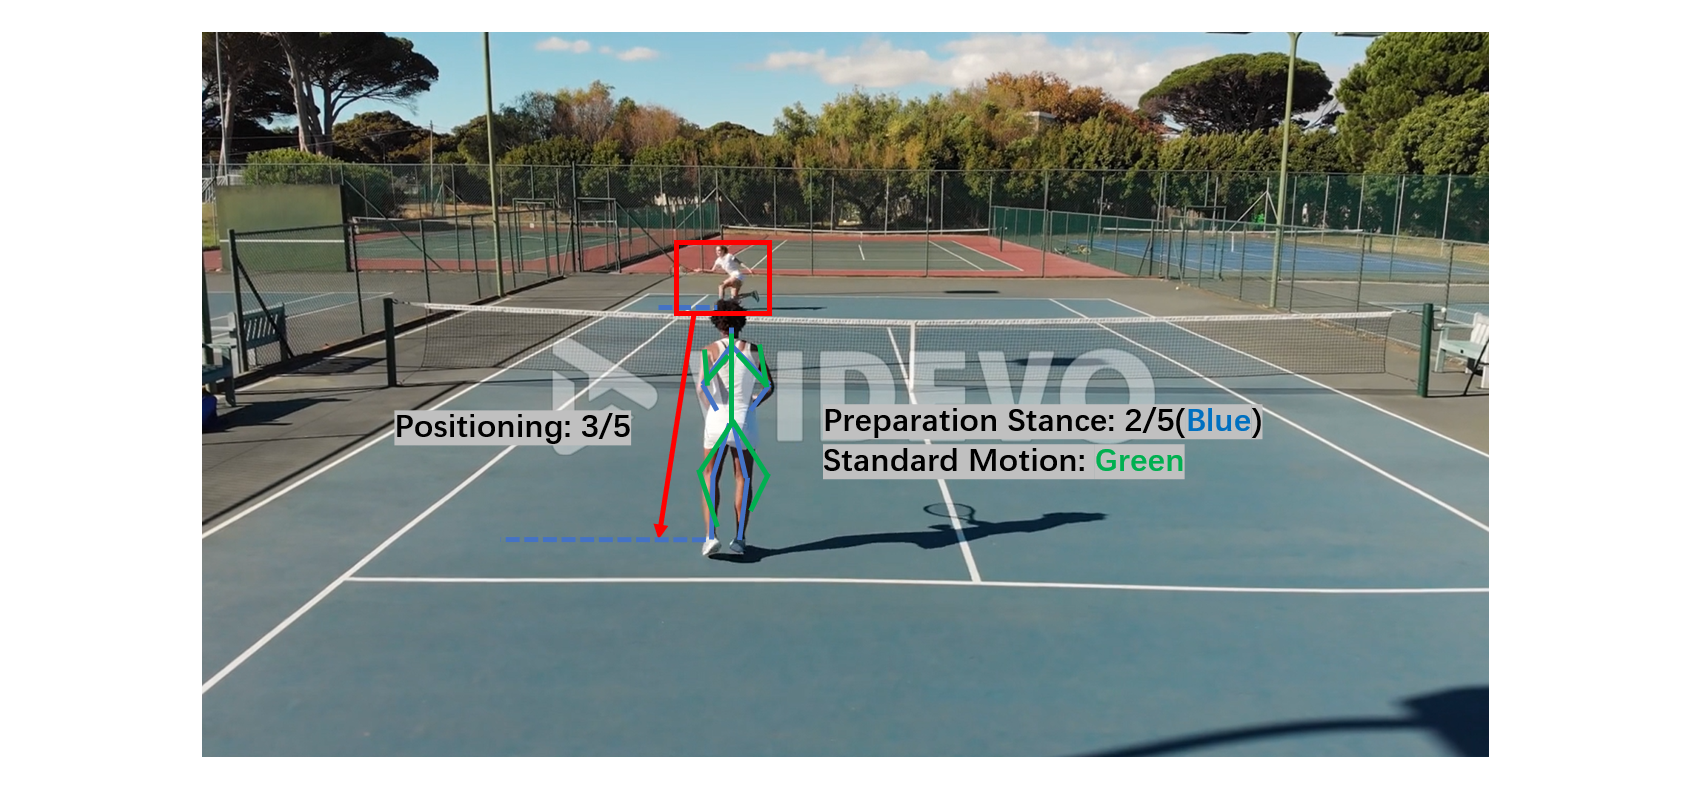 VIDEVO
Positioning: 3/5
Preparation Stance: 2/5(Blue)
Standard Motion: Green